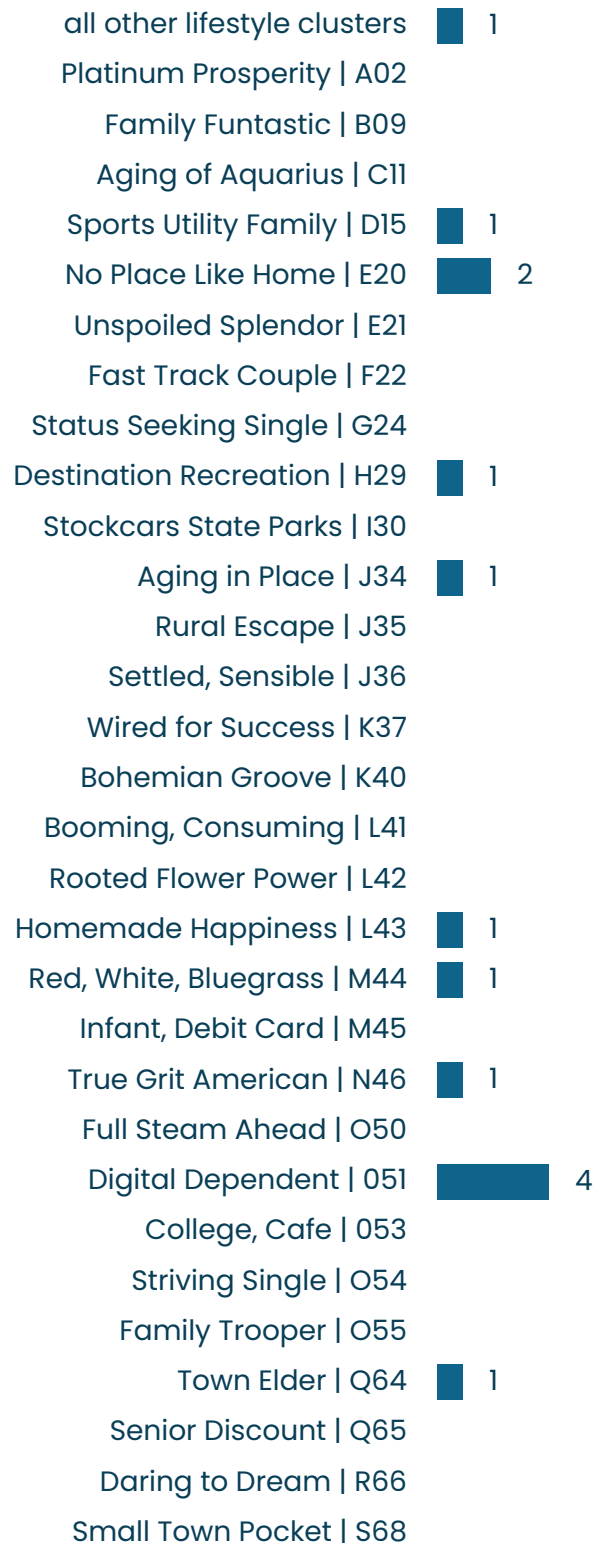 all other lifestyle clusters 1
Platinum Prosperity | A02
Family Funtastic | B09
Aging of Aquarius | C11
Sports Utility Family | D15 1
No Place Like Home | E20 2
Unspoiled Splendor | E21
Fast Track Couple | F22
Status Seeking Single | G24
Destination Recreation | H29 1
Stockcars State Parks | I30
Aging in Place | J34 1
Rural Escape | J35
Settled, Sensible | J36
Wired for Success | K37
Bohemian Groove | K40
Booming, Consuming | L41
Rooted Flower Power | L42
Homemade Happiness | L43 1
Red, White, Bluegrass | M44 1
Infant, Debit Card | M45
True Grit American | N46 1
Full Steam Ahead | O50
Digital Dependent | 051 4
College, Cafe | 053
Striving Single | O54
Family Trooper | O55
Town Elder | Q64 1
Senior Discount | Q65
Daring to Dream | R66
Small Town Pocket | S68